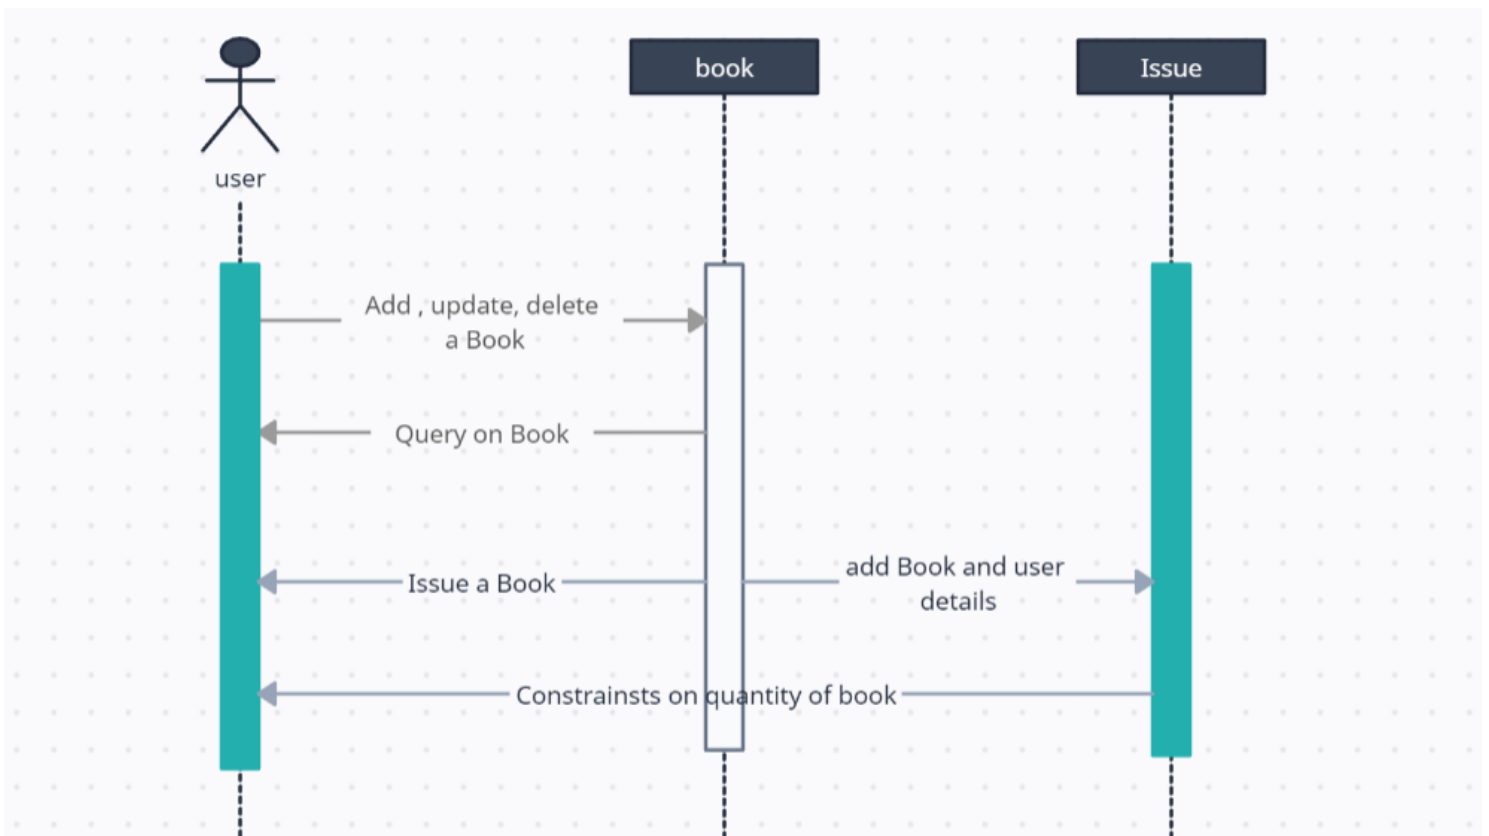 book
Issue
user
Add , update, delete
a Book
Query on Book
Issue a Book
add Book and user
details
Constrainsts on quantity of book